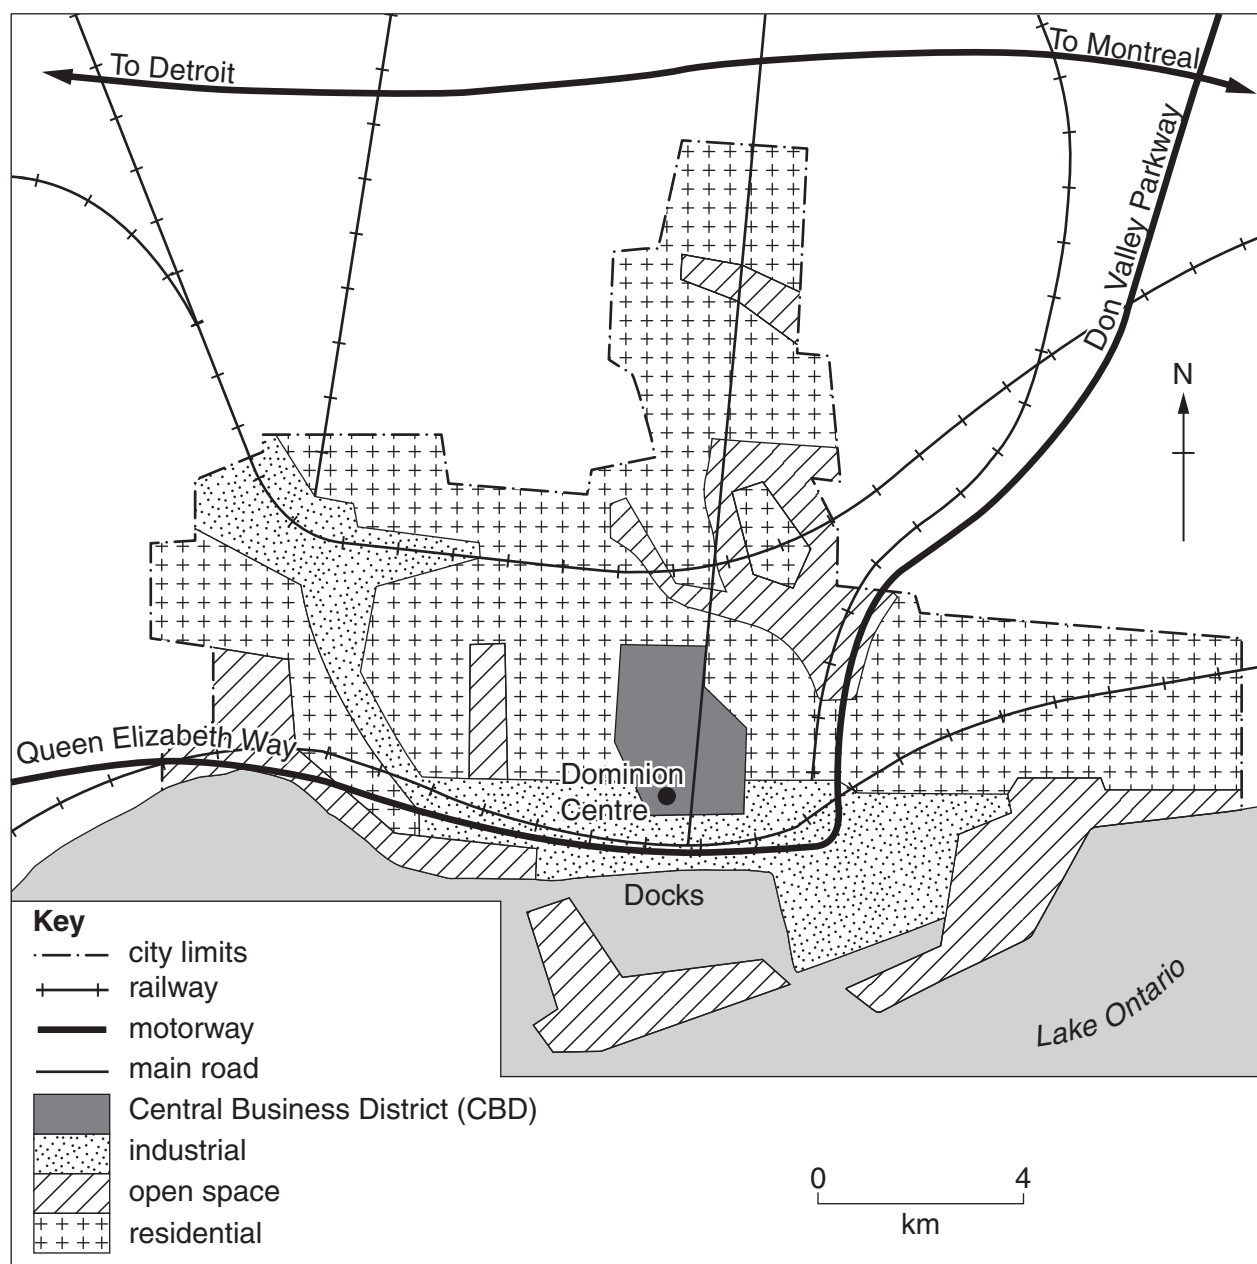 To Detroit
To Montreal
Don Valley Parkway
N
Queen Elizabeth Way
Dominion
Centre
Docks
Lake Ontario
Key
city limits
railway
motorway
main road
Central Business District (CBD)
industrial
open space
residential
0 4
km